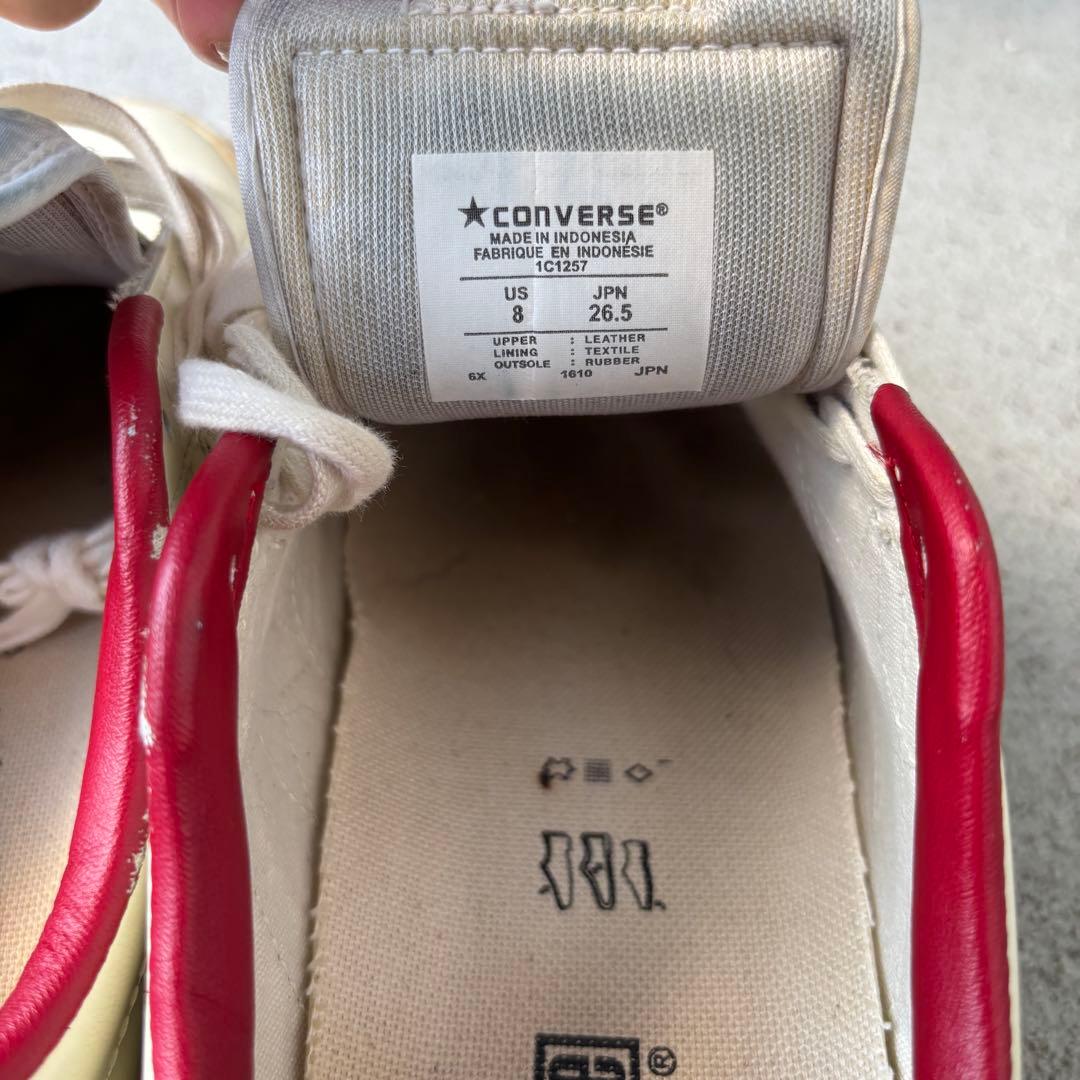 ★CONVERSE®
MADE IN INDONESIA
FABRIQUE EN INDONESIE
1C1257
US JPN
8 26.5
UPPER : LEATHER
LINING : TEXTILE
OUTSOLE : RUBBER
6X 1610 JPN
®